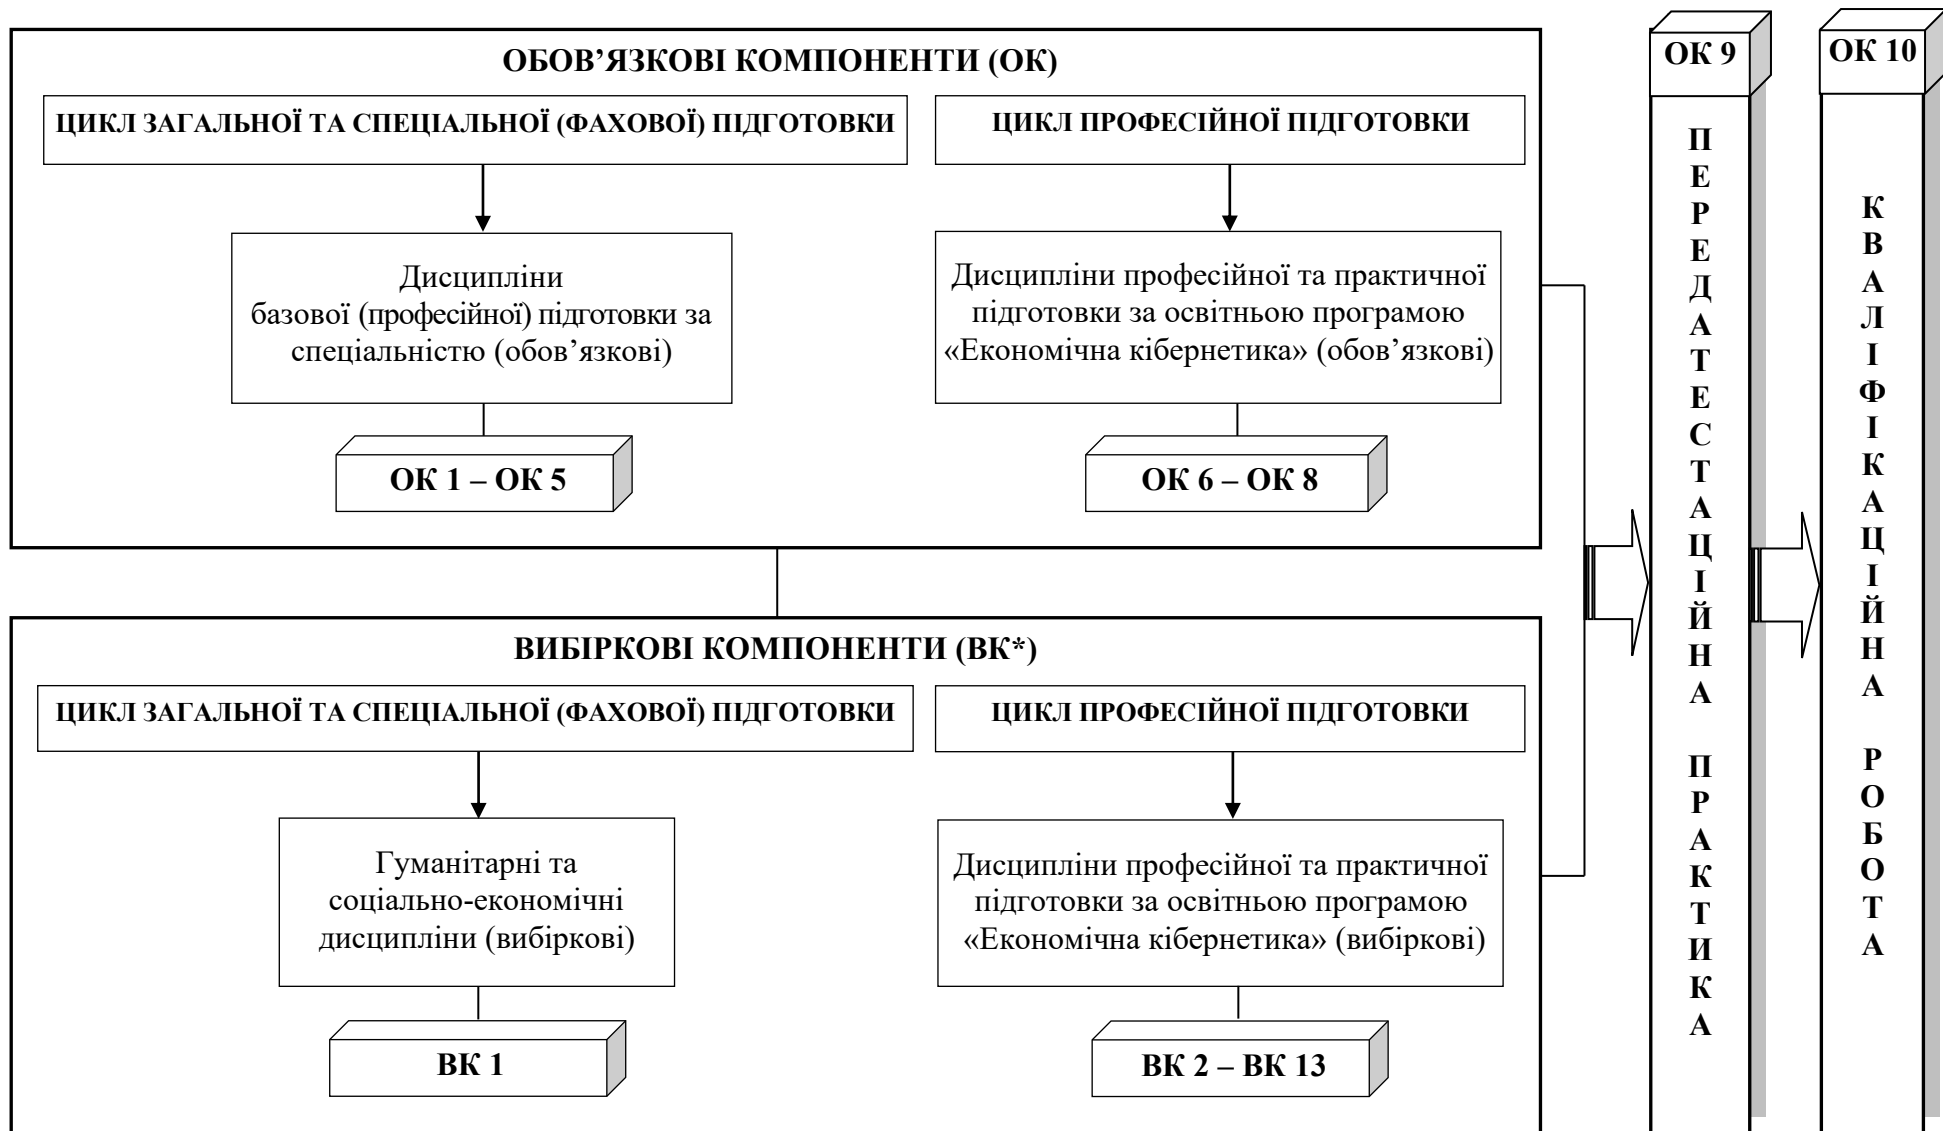 ОБОВ’ЯЗКОВІ КОМПОНЕНТИ (ОК)
ЦИКЛ ЗАГАЛЬНОЇ ТА СПЕЦІАЛЬНОЇ (ФАХОВОЇ) ПІДГОТОВКИ
ЦИКЛ ПРОФЕСІЙНОЇ ПІДГОТОВКИ
Дисципліни
базової (професійної) підготовки за
спеціальністю (обов’язкові)
Дисципліни професійної та практичної
підготовки за освітньою програмою
«Економічна кібернетика» (обов’язкові)
ОК 1 – ОК 5
ОК 6 – ОК 8
ВИБІРКОВІ КОМПОНЕНТИ (ВК*)
ЦИКЛ ЗАГАЛЬНОЇ ТА СПЕЦІАЛЬНОЇ (ФАХОВОЇ) ПІДГОТОВКИ
ЦИКЛ ПРОФЕСІЙНОЇ ПІДГОТОВКИ
Гуманітарні та
соціально-економічні
дисципліни (вибіркові)
Дисципліни професійної та практичної
підготовки за освітньою програмою
«Економічна кібернетика» (вибіркові)
ВК 1
ВК 2 – ВК 13
ОК 9
ПЕРЕДАТЕСТАЦІЙНА ПРАКТИКА
ОК 10
КВАЛІФІКАЦІЙНА РОБОТА